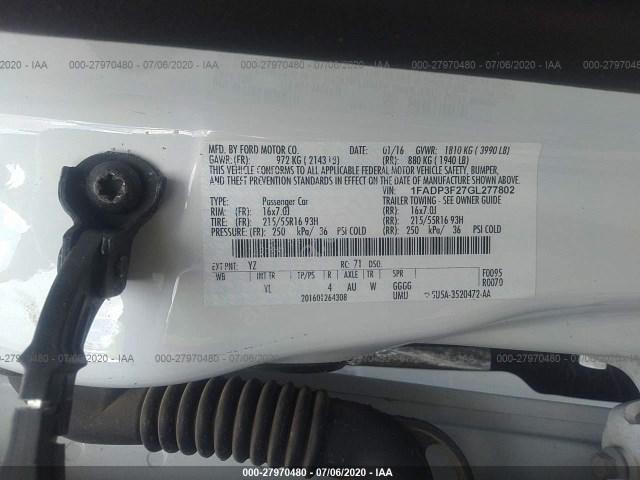 000-27970480 - 07/06/2020 - IAA
MFD. BY FORD MOTOR CO. DATE: 01/16 GVWR: 1810 KG ( 3990 LB)
GAWR: (FR): 972 KG ( 2143 LB) (RR): 880 KG ( 1940 LB)
THIS VEHICLE CONFORMS TO ALL APPLICABLE FEDERAL MOTOR VEHICLE SAFETY, BUMPER,
AND THEFT PREVENTION STANDARDS IN EFFECT ON THE DATE OF MANUFACTURE SHOWN ABOVE.
VIN: 1FADP3F27GL277802
TYPE: Passenger Car TRAILER TOWING - SEE OWNER GUIDE
RIM: (FR): 16x7.0J (RR): 16x7.0J
TIRE: (FR): 215/55R16 93H (RR): 215/55R16 93H
PRESSURE: (FR): 250 kPa/ 36 PSI COLD (RR): 250 kPa/ 36 PSI COLD
EXT PNT: YZ RC: 71 DSO: F0095
WB INT TR TP/PS R AXLE TR SPR R0070
VL 4 AU W GGGG
201601264308 UMU 5U5A-3520472-AA
000-27970480 - 07/06/2020 - IAA